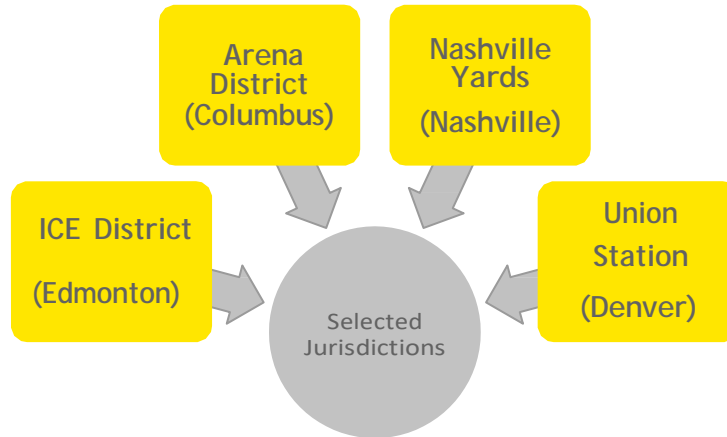 Arena
District
(Columbus)
Nashville
Yards
(Nashville)
ICE District
(Edmonton)
Union
Station
(Denver)
Selected
Jurisdictions